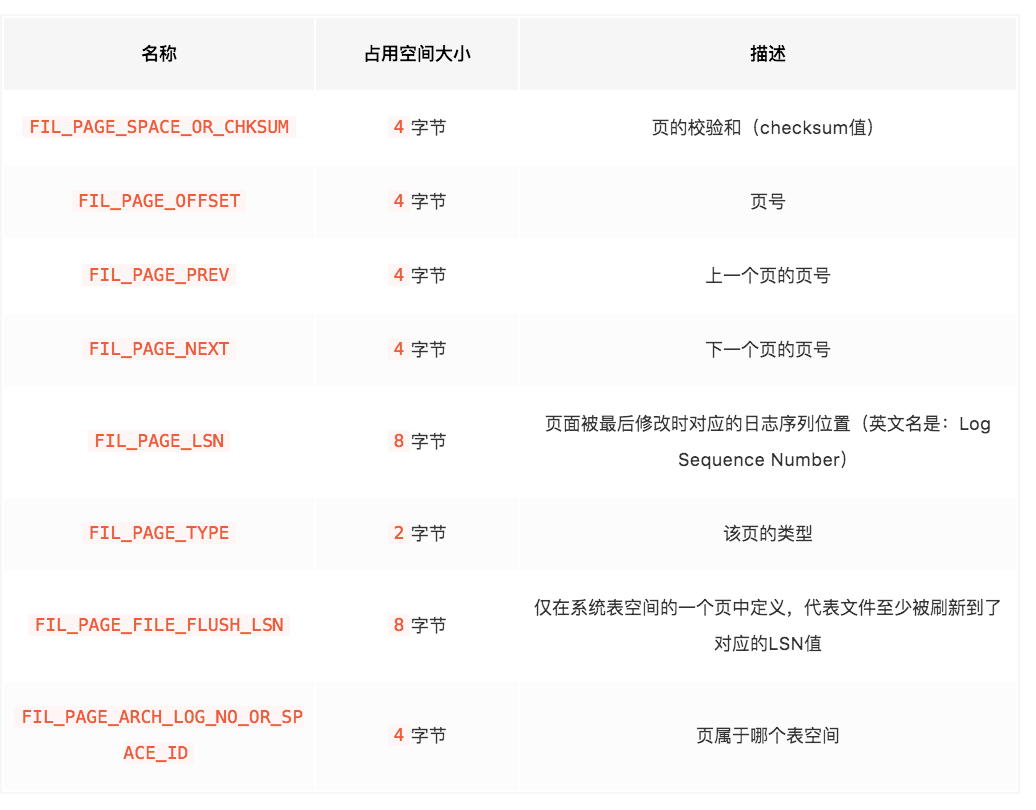 名称 占用空间大小 描述
FIL_PAGE_SPACE_OR_CHKSUM 4 字节 页的校验和（checksum值）
FIL_PAGE_OFFSET 4 字节 页号
FIL_PAGE_PREV 4 字节 上一个页的页号
FIL_PAGE_NEXT 4 字节 下一个页的页号
FIL_PAGE_LSN 8 字节 页面被最后修改时对应的日志序列位置（英文名是：Log
Sequence Number）
FIL_PAGE_TYPE 2 字节 该页的类型
FIL_PAGE_FILE_FLUSH_LSN 8 字节 仅在系统表空间的一个页中定义，代表文件至少被刷新到了
对应的LSN值
FIL_PAGE_ARCH_LOG_NO_OR_SP
ACE_ID 4 字节 页属于哪个表空间